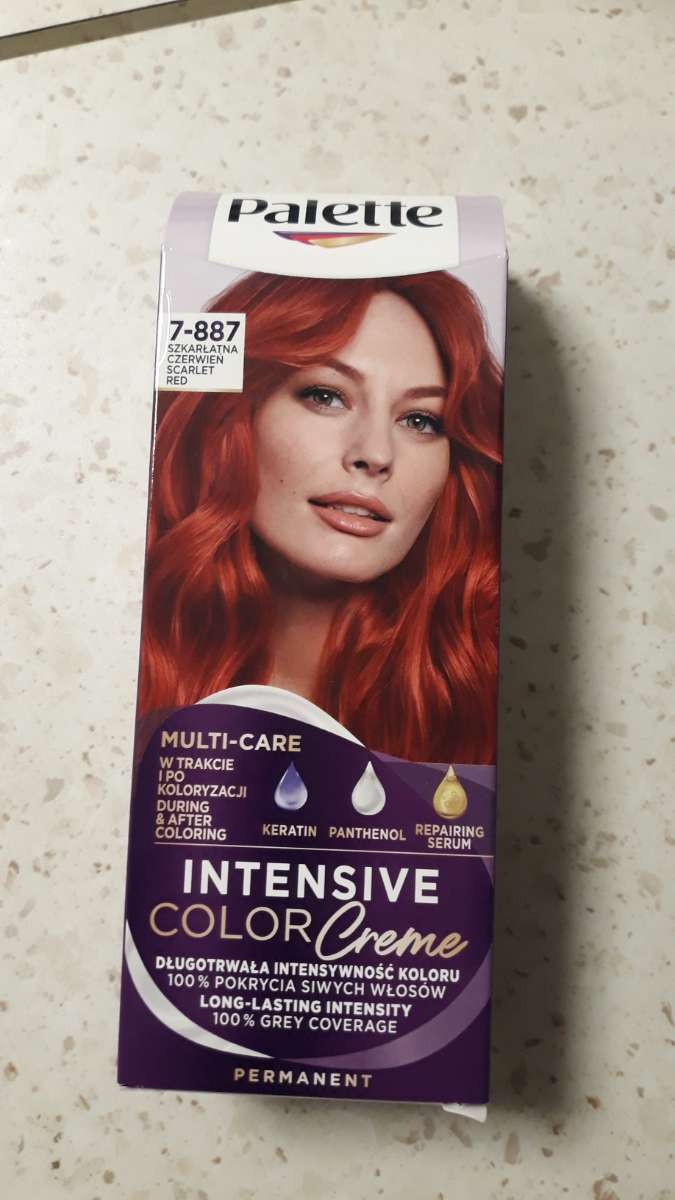 Palette
7-887
SZKARŁATNA
CZERWIEŃ
SCARLET
RED
MULTI-CARE
W TRAKCIE
I PO
KOLORYZACJI
DURING
& AFTER
COLORING
KERATIN
PANTHENOL
REPAIRING
SERUM
INTENSIVE
COLOR Creme
DŁUGOTRWAŁA INTENSYWNOŚĆ KOLORU
100% POKRYCIA SIWYCH WŁOSÓW
LONG-LASTING INTENSITY
100% GREY COVERAGE
PERMANENT